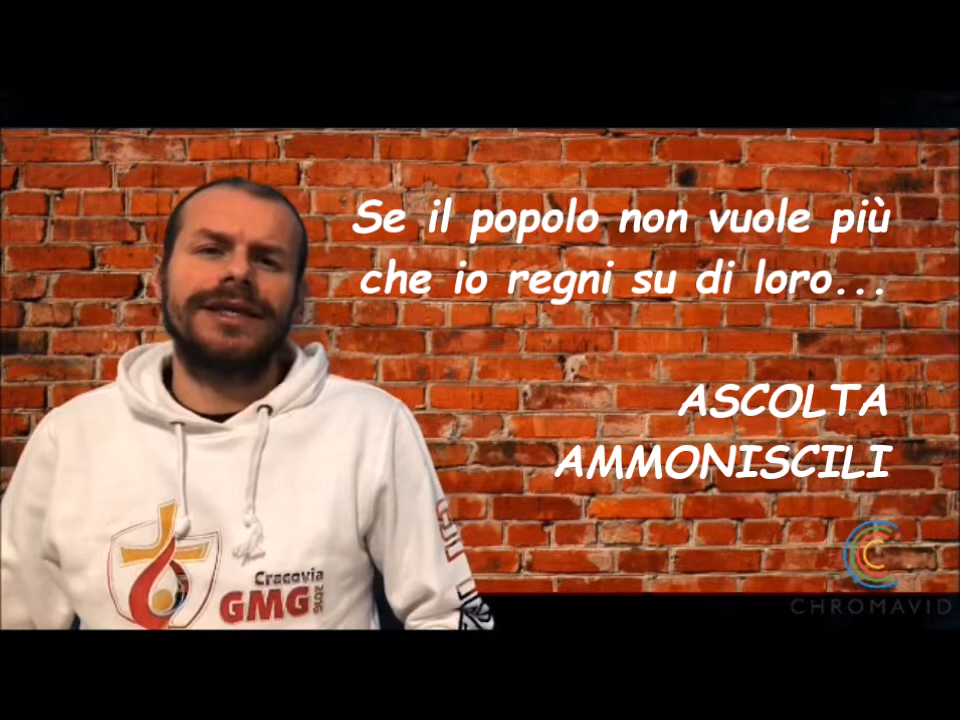 Se il popolo non vuole più
che io regni su di loro...
ASCOLTA
AMMONISCILI
Cracovia
GMG 2016
CHROMAVID